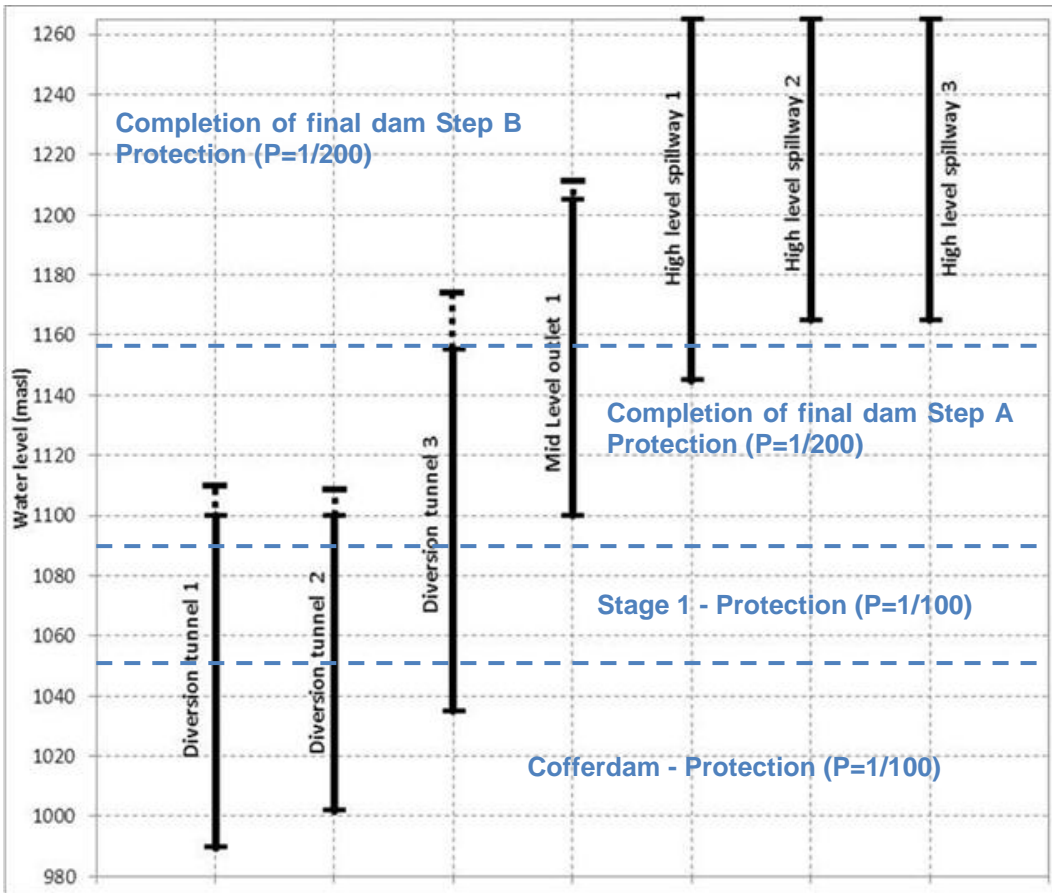 1260
1240
1220
1200
1180
1160
1140
1120
1100
1080
1060
1040
1020
1000
980
Water level (masl)
Completion of final dam Step B
Protection (P=1/200)
Completion of final dam Step A
Protection (P=1/200)
Stage 1 - Protection (P=1/100)
Cofferdam - Protection (P=1/100)
Diversion tunnel 1
Diversion tunnel 2
Diversion tunnel 3
Mid Level outlet 1
High level spillway 1
High level spillway 2
High level spillway 3